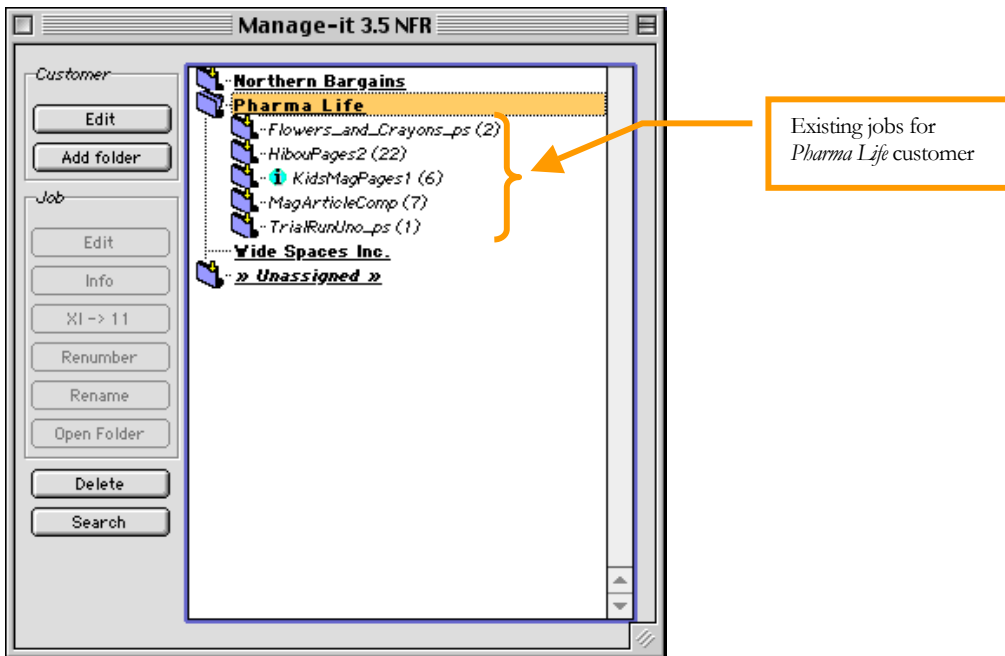 Manage-it 3.5 NFR
Customer
Edit
Add folder
Job
Edit
Info
XI -> 11
Renumber
Rename
Open Folder
Delete
Search
Northern Bargains
Pharma Life
Flowers_and_Crayons_ps (2)
HibouPages2 (22)
i KidsMagPages1 (6)
MagArticleComp (7)
TrialRunUno_ps (1)
Wide Spaces Inc.
» Unassigned »
Existing jobs for
Pharma Life customer